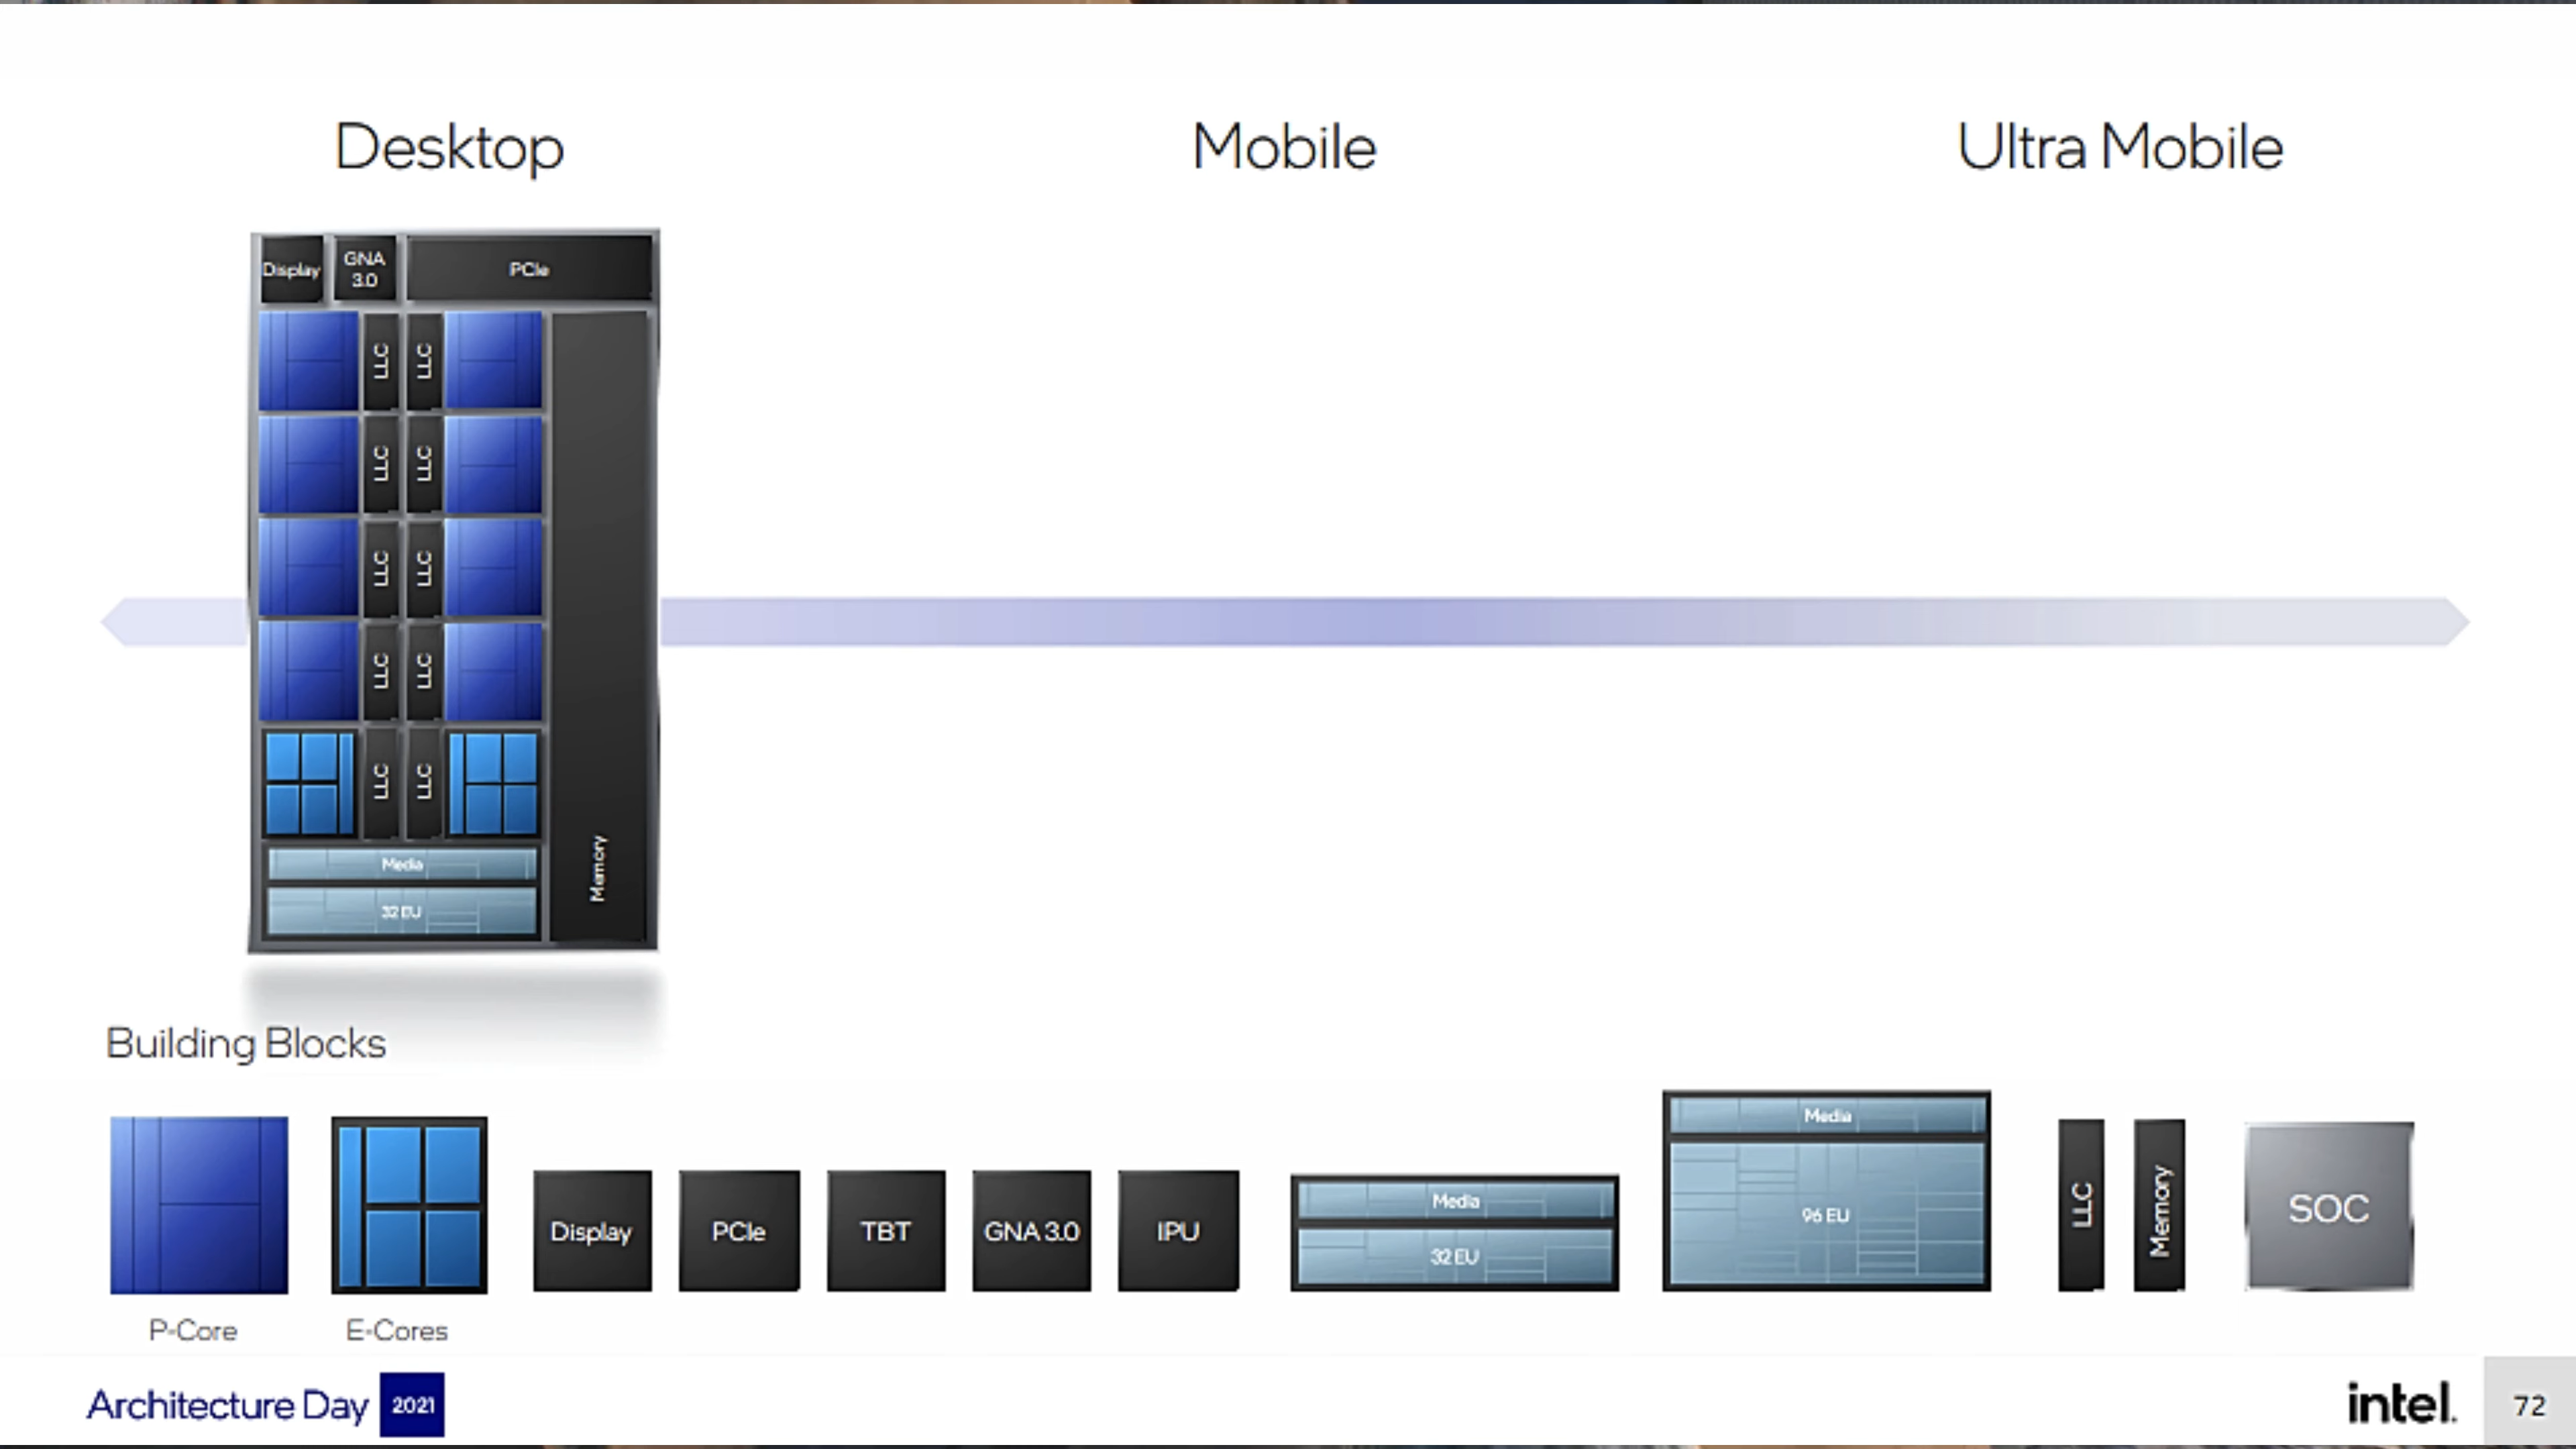 Desktop
Mobile
Ultra Mobile
Display
GNA
3.0
PCIe
LLC
LLC
LLC
LLC
LLC
LLC
LLC
LLC
LLC
LLC
Media
32 EU
Memory
Building Blocks
P-Core
E-Cores
Display
PCIe
TBT
GNA 3.0
IPU
Media
32 EU
Media
96 EU
LLC
Memory
SOC
Architecture Day 2021
intel.
72